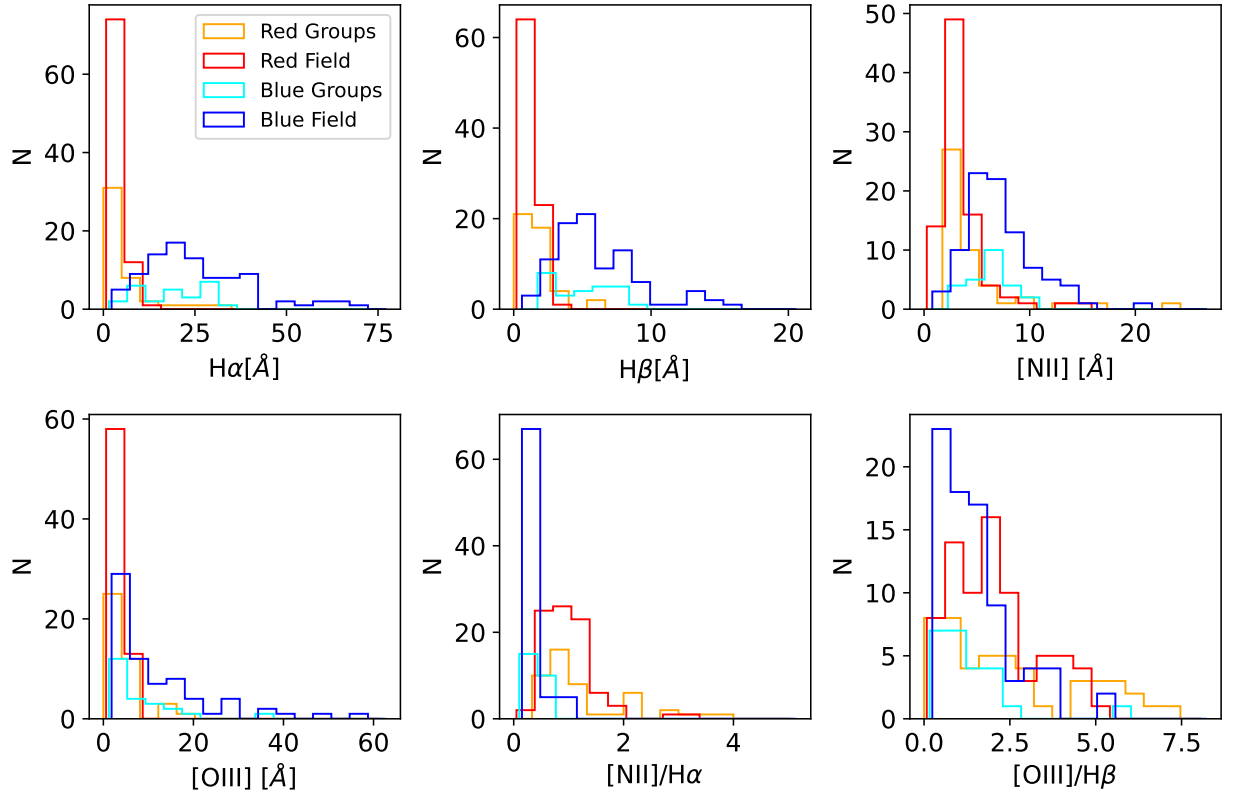 N
60
40
20
0
0 25 50 75
Hα[Å]
Red Groups
Red Field
Blue Groups
Blue Field
N
60
40
20
0
0 10 20
Hβ[Å]
N
50
40
30
20
10
0
0 10 20
[NII] [Å]
N
60
40
20
0
0 20 40 60
[OIII] [Å]
N
60
40
20
0
0 2 4
[NII]/Hα
N
20
15
10
5
0
0.0 2.5 5.0 7.5
[OIII]/Hβ